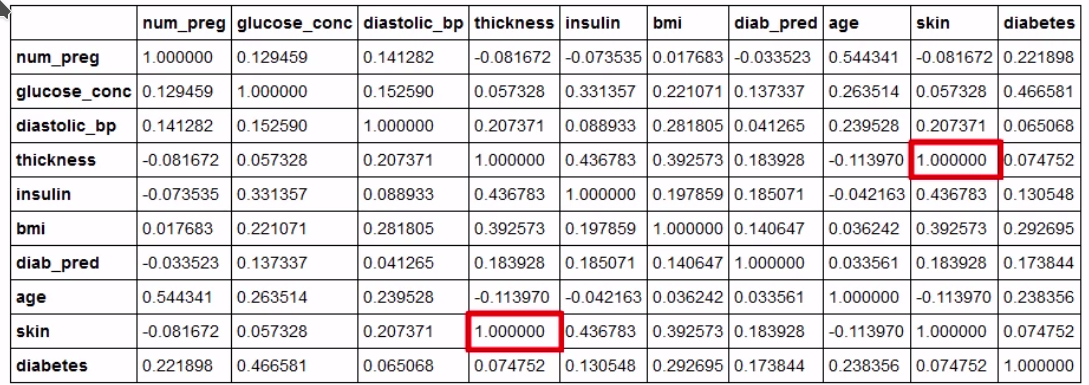 num_preg glucose_conc diastolic_bp thickness insulin bmi diab_pred age skin diabetes
num_preg 1.000000 0.129459 0.141282 -0.081672 -0.073535 0.017683 -0.033523 0.544341 -0.081672 0.221898
glucose_conc 0.129459 1.000000 0.152590 0.057328 0.331357 0.221071 0.137337 0.263514 0.057328 0.466581
diastolic_bp 0.141282 0.152590 1.000000 0.207371 0.088933 0.281805 0.041265 0.239528 0.207371 0.065068
thickness -0.081672 0.057328 0.207371 1.000000 0.436783 0.392573 0.183928 -0.113970 1.000000 0.074752
insulin -0.073535 0.331357 0.088933 0.436783 1.000000 0.197859 0.185071 -0.042163 0.436783 0.130548
bmi 0.017683 0.221071 0.281805 0.392573 0.197859 1.000000 0.140647 0.036242 0.392573 0.292695
diab_pred -0.033523 0.137337 0.041265 0.183928 0.185071 0.140647 1.000000 0.033561 0.183928 0.173844
age 0.544341 0.263514 0.239528 -0.113970 -0.042163 0.036242 0.033561 1.000000 -0.113970 0.238356
skin -0.081672 0.057328 0.207371 1.000000 0.436783 0.392573 0.183928 -0.113970 1.000000 0.074752
diabetes 0.221898 0.466581 0.065068 0.074752 0.130548 0.292695 0.173844 0.238356 0.074752 1.000000